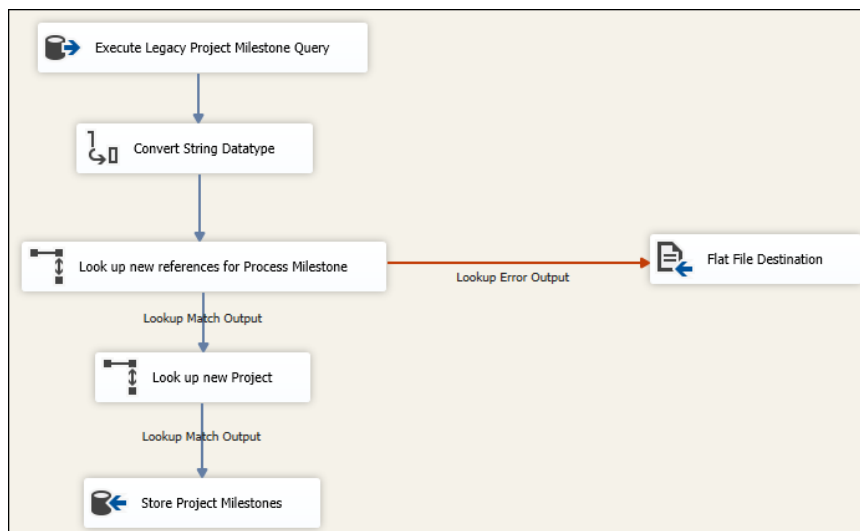 Execute Legacy Project Milestone Query
Convert String Datatype
Look up new references for Process Milestone
Lookup Error Output
Flat File Destination
Lookup Match Output
Look up new Project
Lookup Match Output
Store Project Milestones